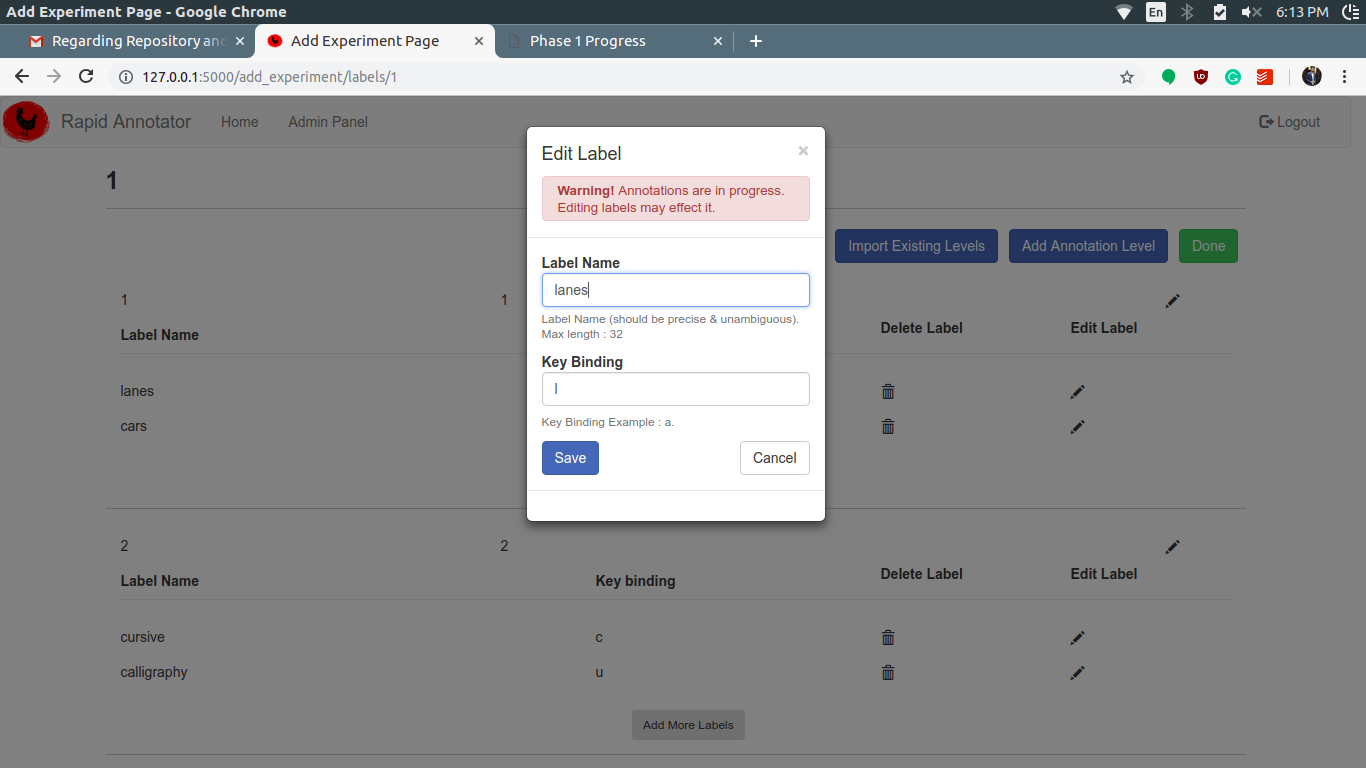 Add Experiment Page - Google Chrome
En
6:13 PM
Regarding Repository an
Add Experiment Page
Phase 1 Progress
127.0.0.1:5000/add_experiment/labels/1
Rapid Annotator
Home
Admin Panel
Logout
1
Import Existing Levels
Add Annotation Level
Done
Edit Label
×
Warning! Annotations are in progress.
Editing labels may effect it.
Label Name
lanes
Label Name (should be precise & unambiguous).
Max length : 32
Key Binding
l
Key Binding Example : a.
Save
Cancel
1
1
Label Name
Delete Label
Edit Label
lanes
cars
2
2
Label Name
Key binding
Delete Label
Edit Label
cursive
c
calligraphy
u
Add More Labels